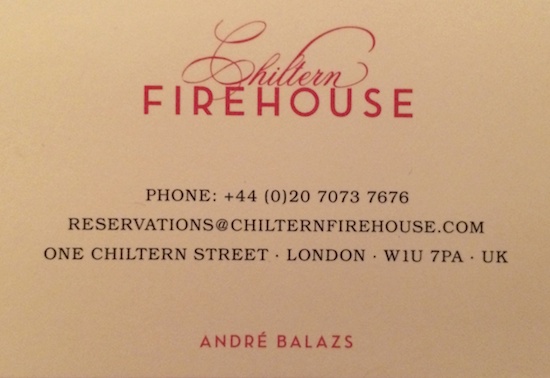 Chiltern
FIREHOUSE
PHONE: +44 (0)20 7073 7676
RESERVATIONS@CHILTERNFIREHOUSE.COM
ONE CHILTERN STREET · LONDON · W1U 7PA · UK
ANDRÉ BALAZS